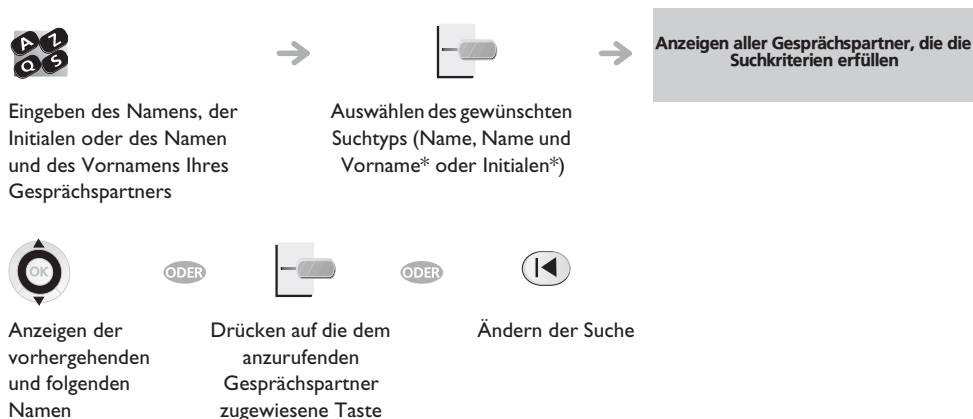 A Z
Q S
Anzeigen aller Gesprächspartner, die die
Suchkriterien erfüllen
Eingeben des Namens, der
Initialen oder des Namen
und des Vornamens Ihres
Gesprächspartners
Auswählen des gewünschten
Suchtyps (Name, Name und
Vorname* oder Initialen*)
OK
ODER
ODER
Anzeigen der
vorhergehenden
und folgenden
Namen
Drücken auf die dem
anzurufenden
Gesprächspartner
zugewiesene Taste
Ändern der Suche